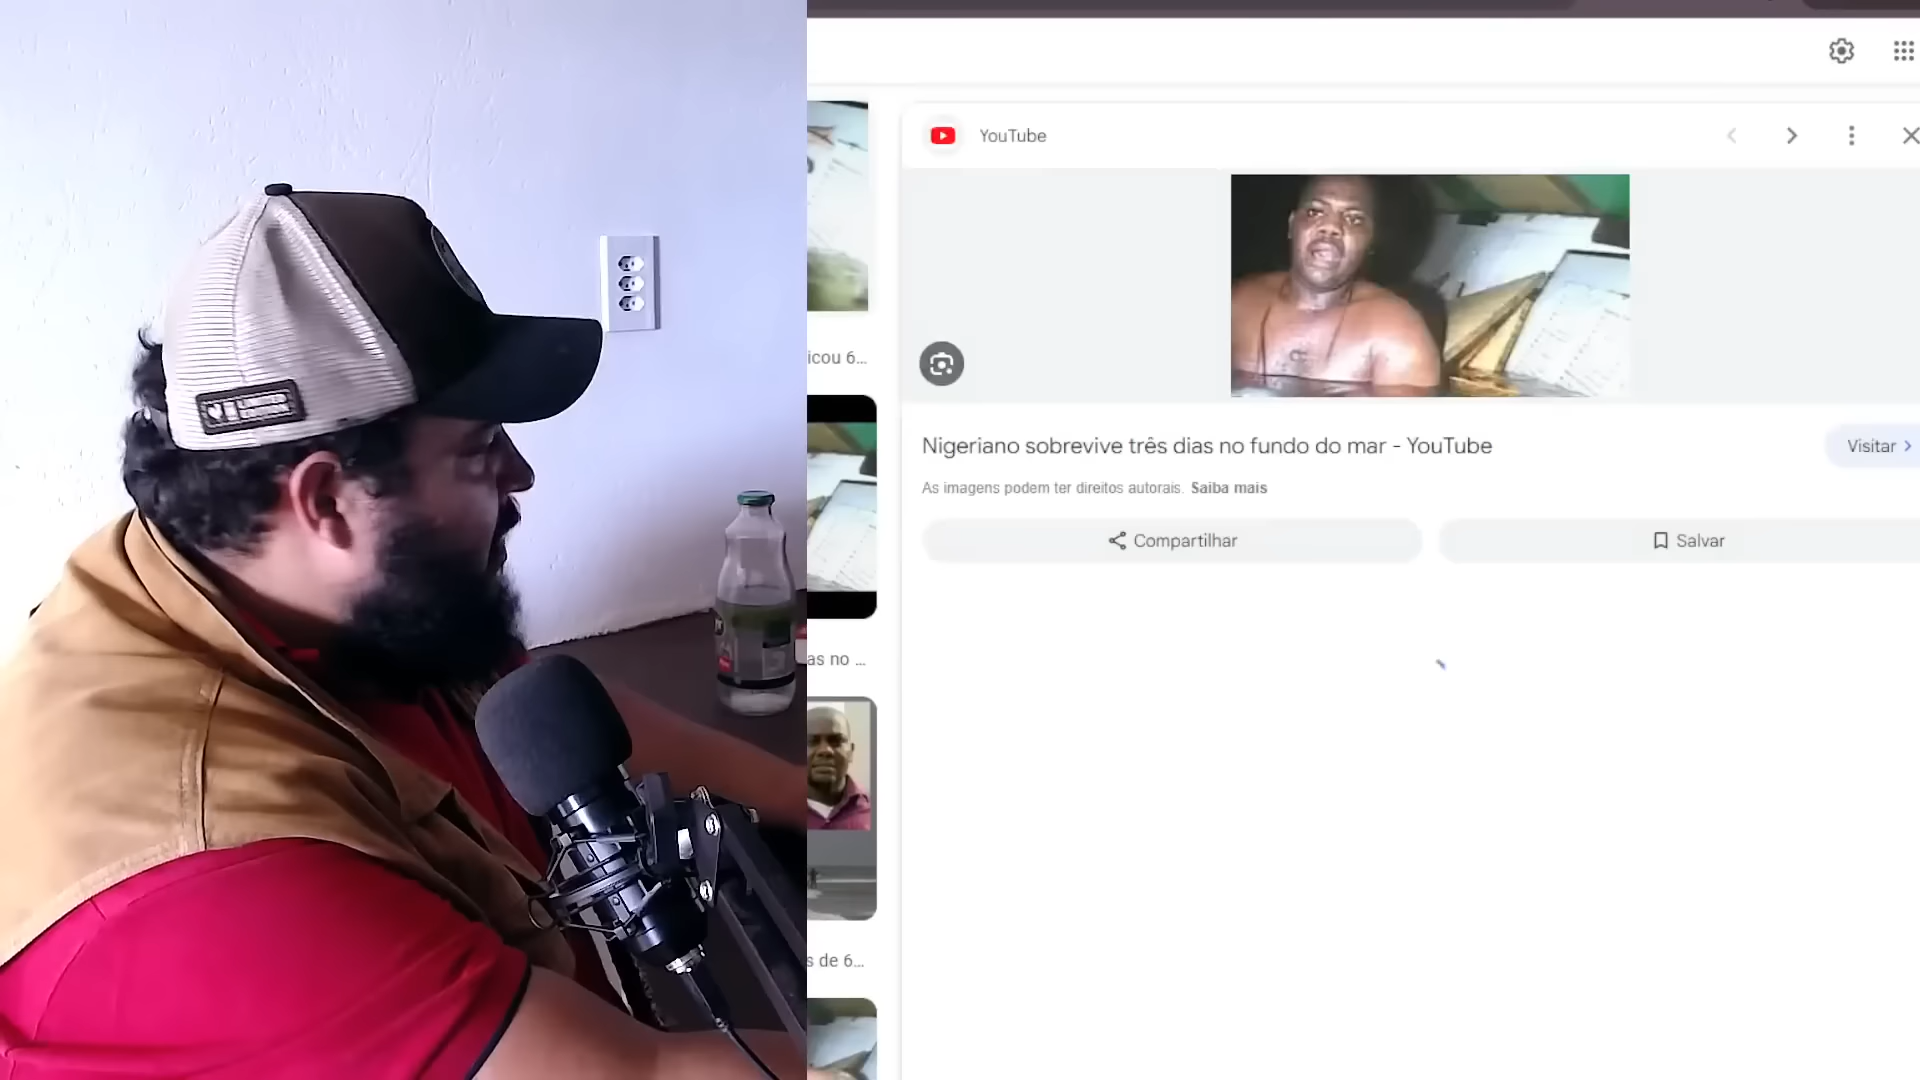 YouTube
icou 6...
Nigeriano sobrevive três dias no fundo do mar - YouTube
Visitar
As imagens podem ter direitos autorais. Saiba mais
Compartilhar
Salvar
as no ...
s de 6...